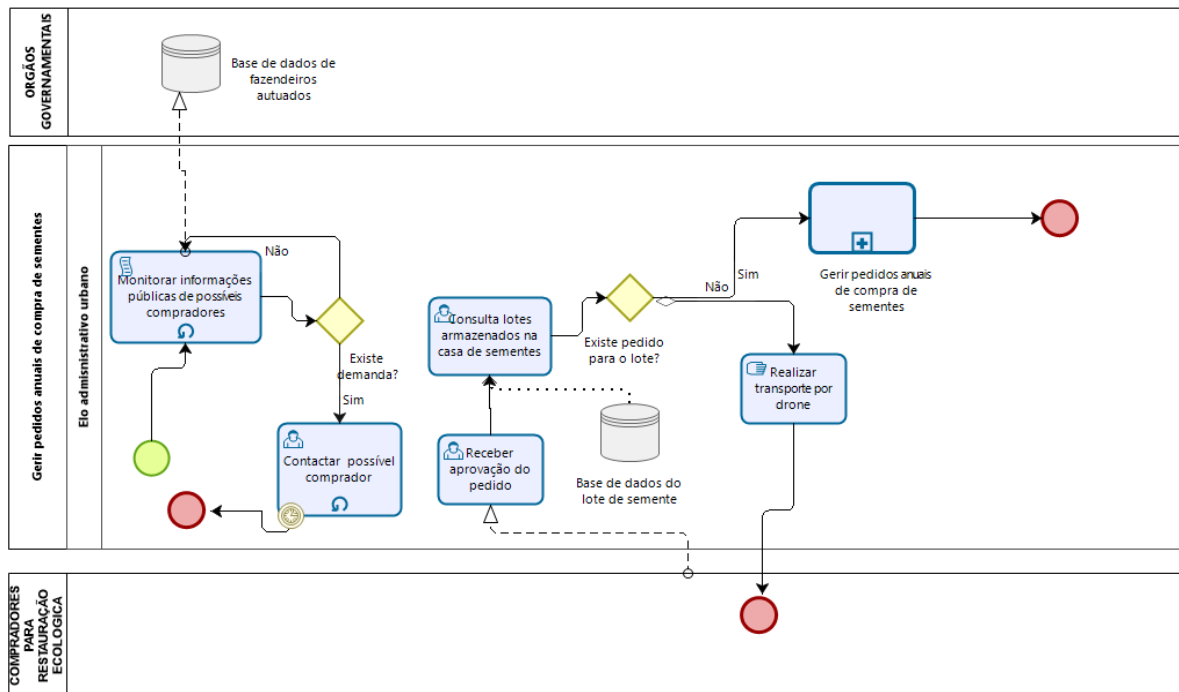 ORGÃOS
GOVERNAMENTAIS
Base de dados de
fazendeiros
autuados
Gerir pedidos anuais de compra de sementes
Elo admisnistrativo urbano
Não
Monitorar informações
públicas de possíveis
compradores
Existe
demanda?
Sim
Contactar possível
comprador
Consulta lotes
armazenados na
casa de sementes
Receber
aprovação do
pedido
Base de dados do
lote de semente
Existe pedido
para o lote?
Sim
Não
Gerir pedidos anuais
de compra de
sementes
Realizar
transporte por
drone
COMPRADORES
PARA
RESTAURAÇÃO
ECOLOGICA